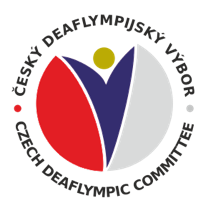 ČESKÝ DEAFLYMPIJSKÝ VÝBOR
CZECH DEAFLYMPIC COMMITTEE